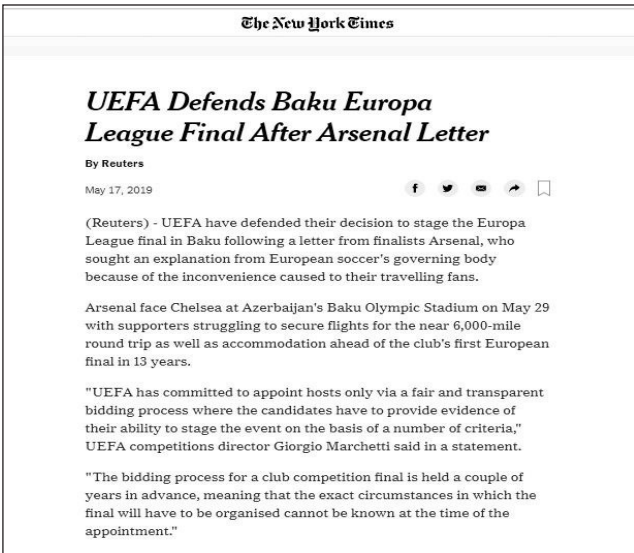 The New York Times
UEFA Defends Baku Europa
League Final After Arsenal Letter
By Reuters
May 17, 2019
(Reuters) - UEFA have defended their decision to stage the Europa
League final in Baku following a letter from finalists Arsenal, who
sought an explanation from European soccer's governing body
because of the inconvenience caused to their travelling fans.
Arsenal face Chelsea at Azerbaijan's Baku Olympic Stadium on May 29
with supporters struggling to secure flights for the near 6,000-mile
round trip as well as accommodation ahead of the club's first European
final in 13 years.
"UEFA has committed to appoint hosts only via a fair and transparent
bidding process where the candidates have to provide evidence of
their ability to stage the event on the basis of a number of criteria,"
UEFA competitions director Giorgio Marchetti said in a statement.
"The bidding process for a club competition final is held a couple of
years in advance, meaning that the exact circumstances in which the
final will have to be organised cannot be known at the time of the
appointment."